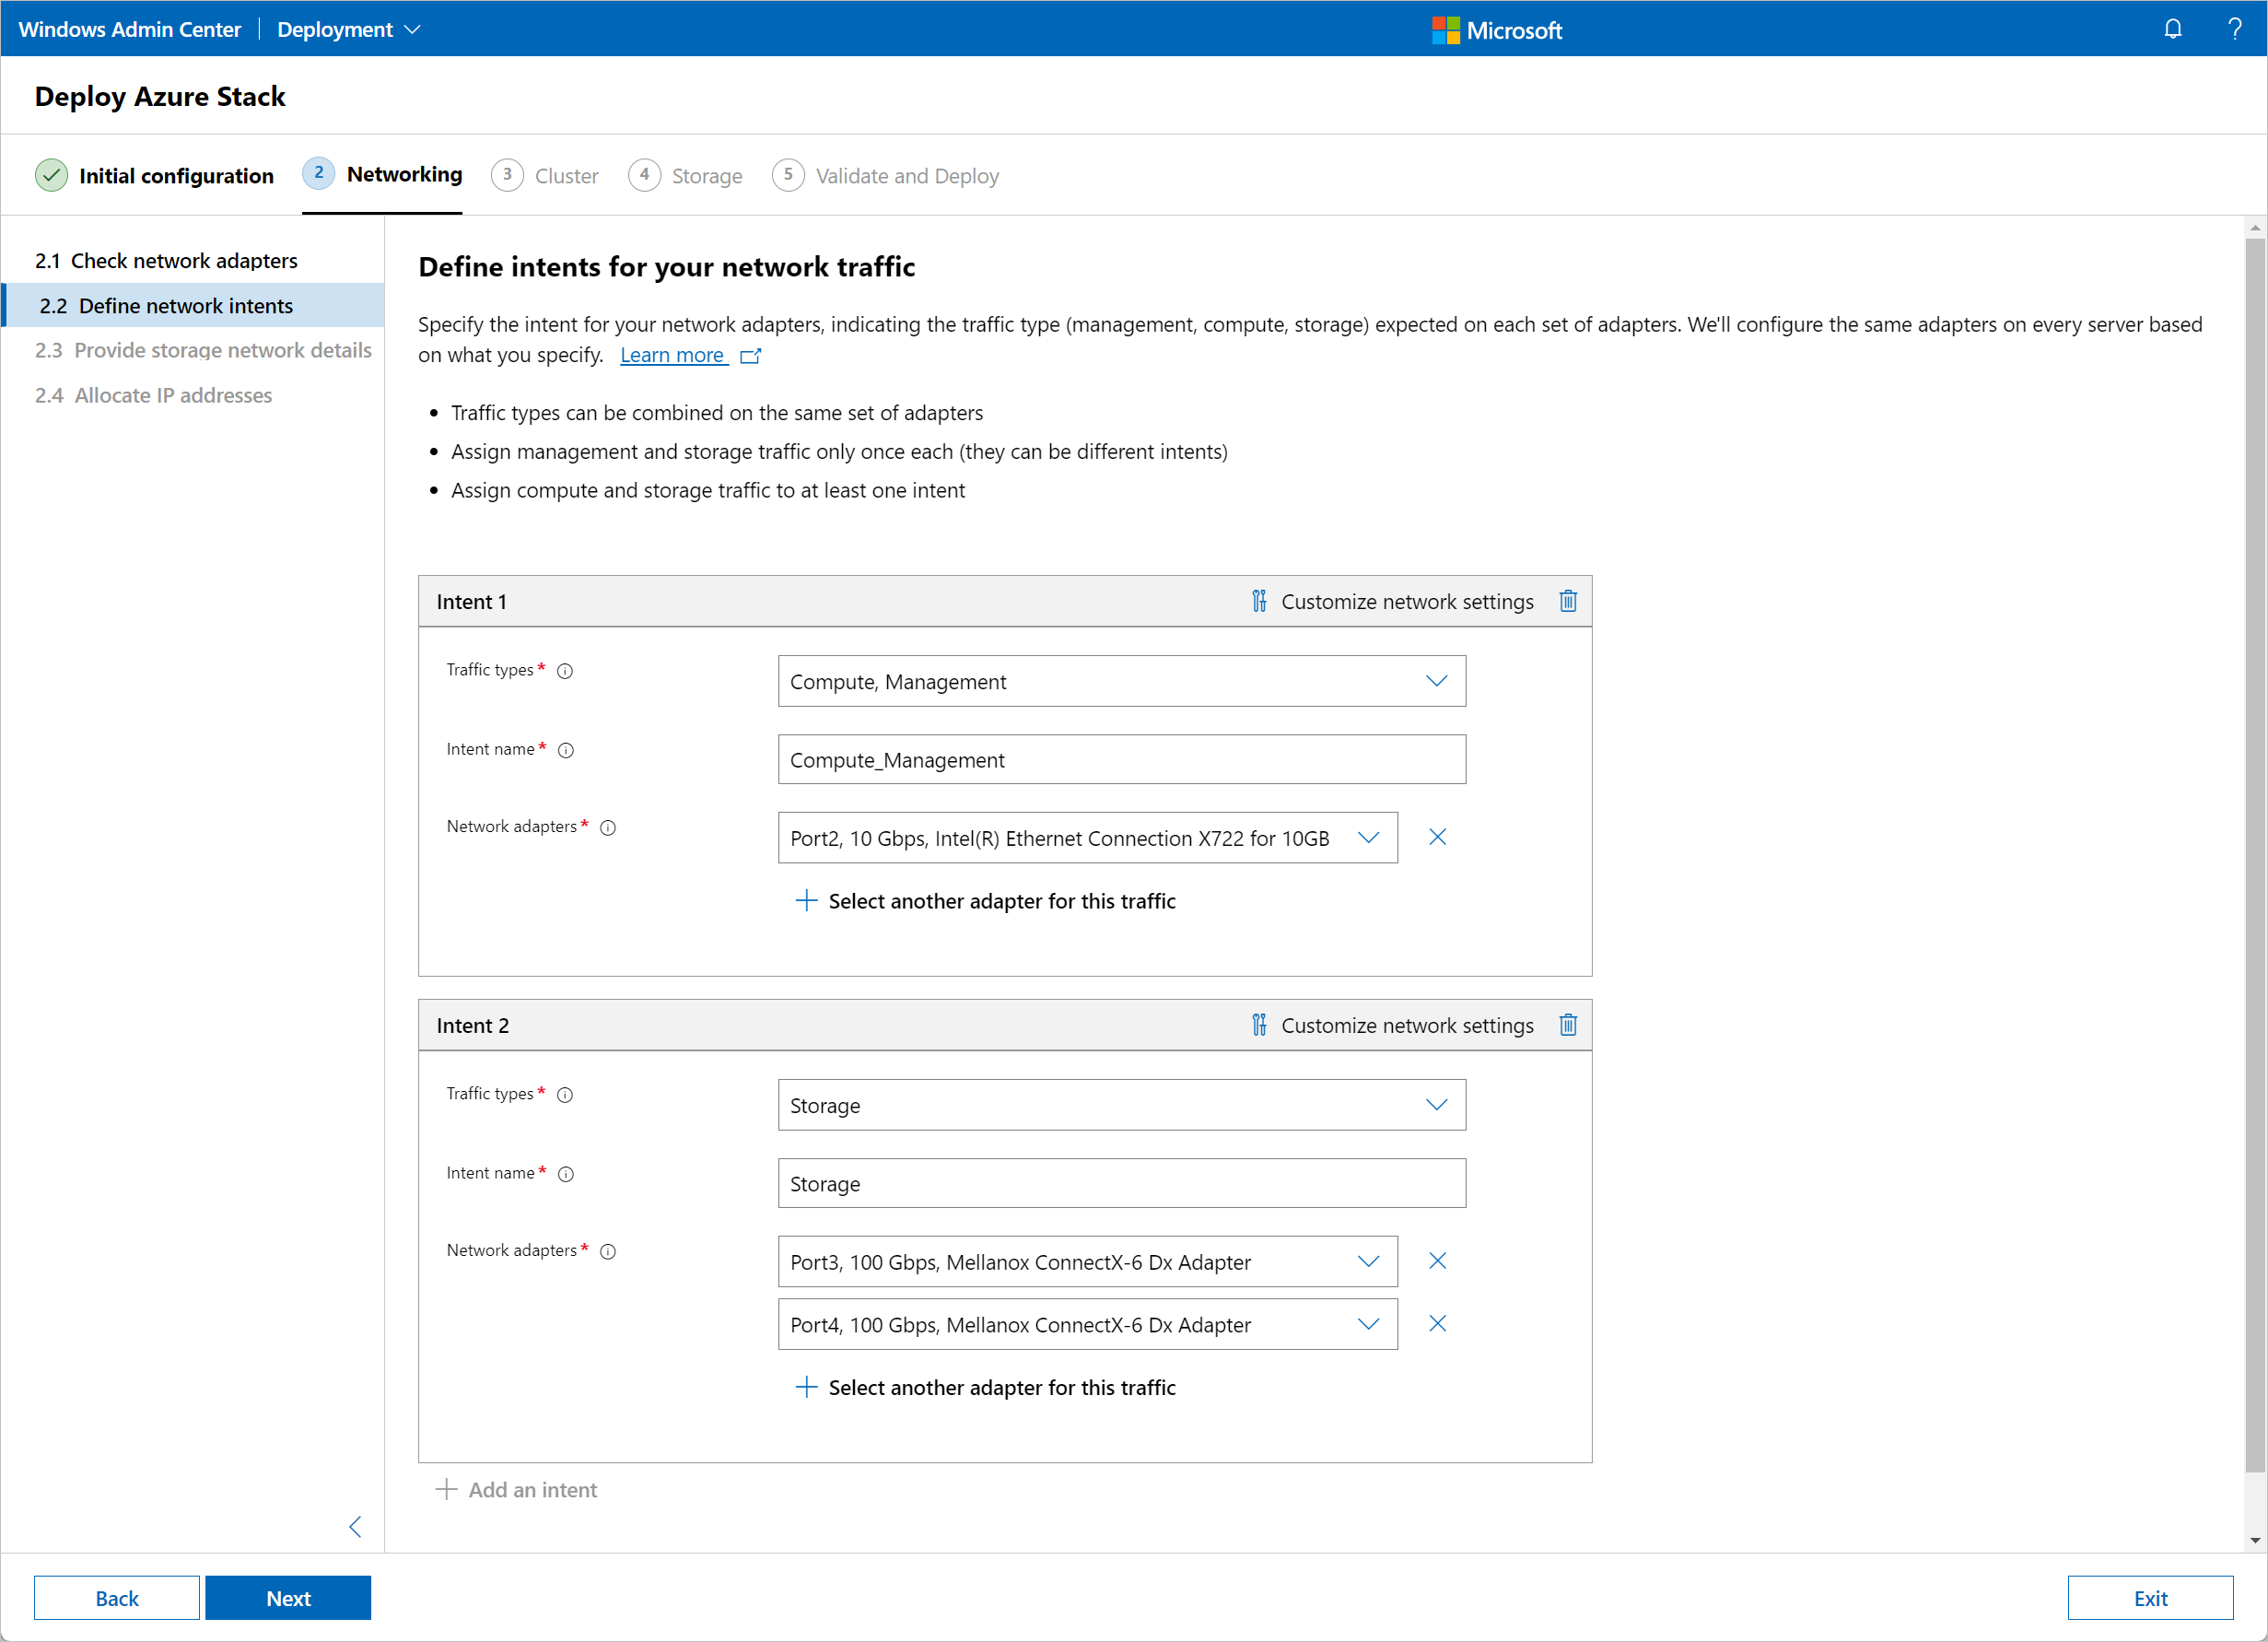 Windows Admin Center
Deployment
Microsoft
?
Deploy Azure Stack
Initial configuration
2 Networking
3 Cluster
4 Storage
5 Validate and Deploy
2.1 Check network adapters
2.2 Define network intents
2.3 Provide storage network details
2.4 Allocate IP addresses
Define intents for your network traffic
Specify the intent for your network adapters, indicating the traffic type (management, compute, storage) expected on each set of adapters. We'll configure the same adapters on every server based
on what you specify. Learn more
• Traffic types can be combined on the same set of adapters
• Assign management and storage traffic only once each (they can be different intents)
• Assign compute and storage traffic to at least one intent
Intent 1
Customize network settings
Traffic types *
Compute, Management
Intent name *
Compute_Management
Network adapters *
Port2, 10 Gbps, Intel(R) Ethernet Connection X722 for 10GB
Select another adapter for this traffic
Intent 2
Customize network settings
Traffic types *
Storage
Intent name *
Storage
Network adapters *
Port3, 100 Gbps, Mellanox ConnectX-6 Dx Adapter
Port4, 100 Gbps, Mellanox ConnectX-6 Dx Adapter
Select another adapter for this traffic
Add an intent
Back
Next
Exit